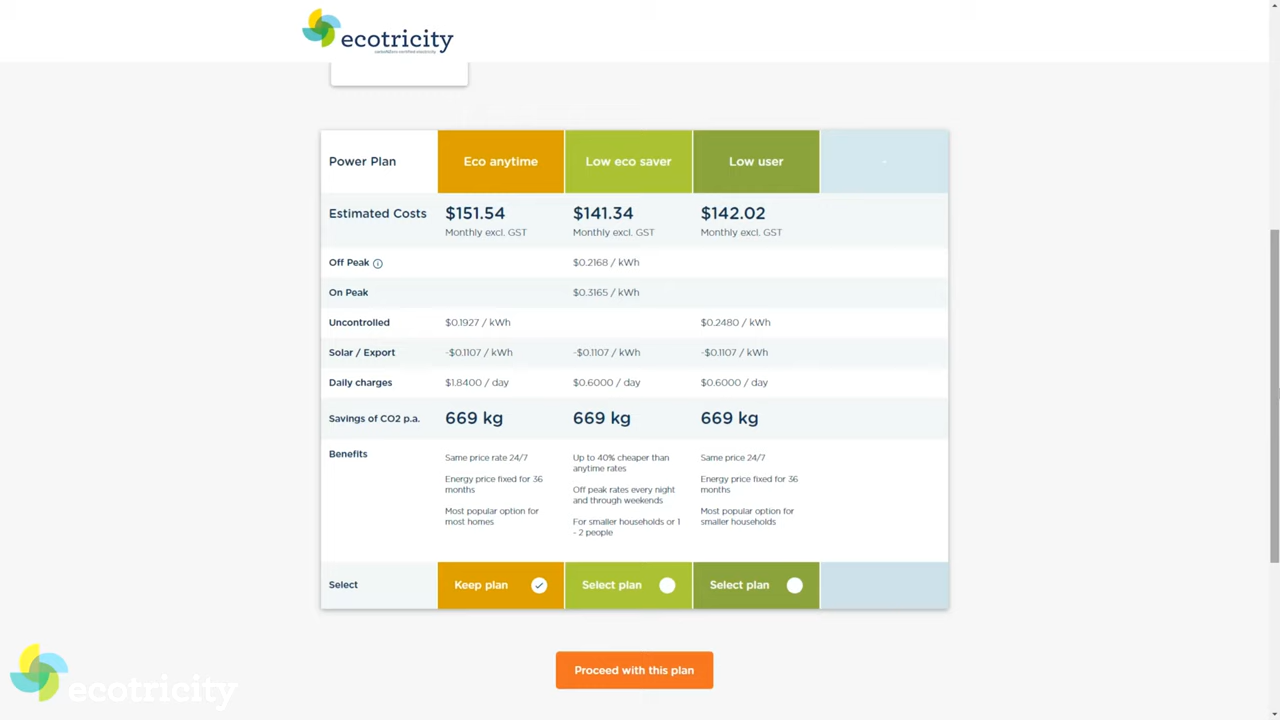 ecotricity
Power Plan Eco anytime Low eco saver Low user -
Estimated Costs $151.54 $141.34 $142.02
Monthly excl. GST Monthly excl. GST Monthly excl. GST
Off Peak $0.2168 / kWh
On Peak $0.3165 / kWh
Uncontrolled $0.1927 / kWh $0.2480 / kWh
Solar / Export -$0.1107 / kWh -$0.1107 / kWh -$0.1107 / kWh
Daily charges $1.8400 / day $0.6000 / day $0.6000 / day
Savings of CO2 p.a. 669 kg 669 kg 669 kg
Benefits
Same price rate 24/7
Energy price fixed for 36
months
Most popular option for
most homes
Up to 40% cheaper than
anytime rates
Off peak rates every night
and through weekends
For smaller households or 1
- 2 people
Same price 24/7
Energy price fixed for 36
months
Most popular option for
smaller households
Select Keep plan Select plan Select plan
Proceed with this plan
ecotricity